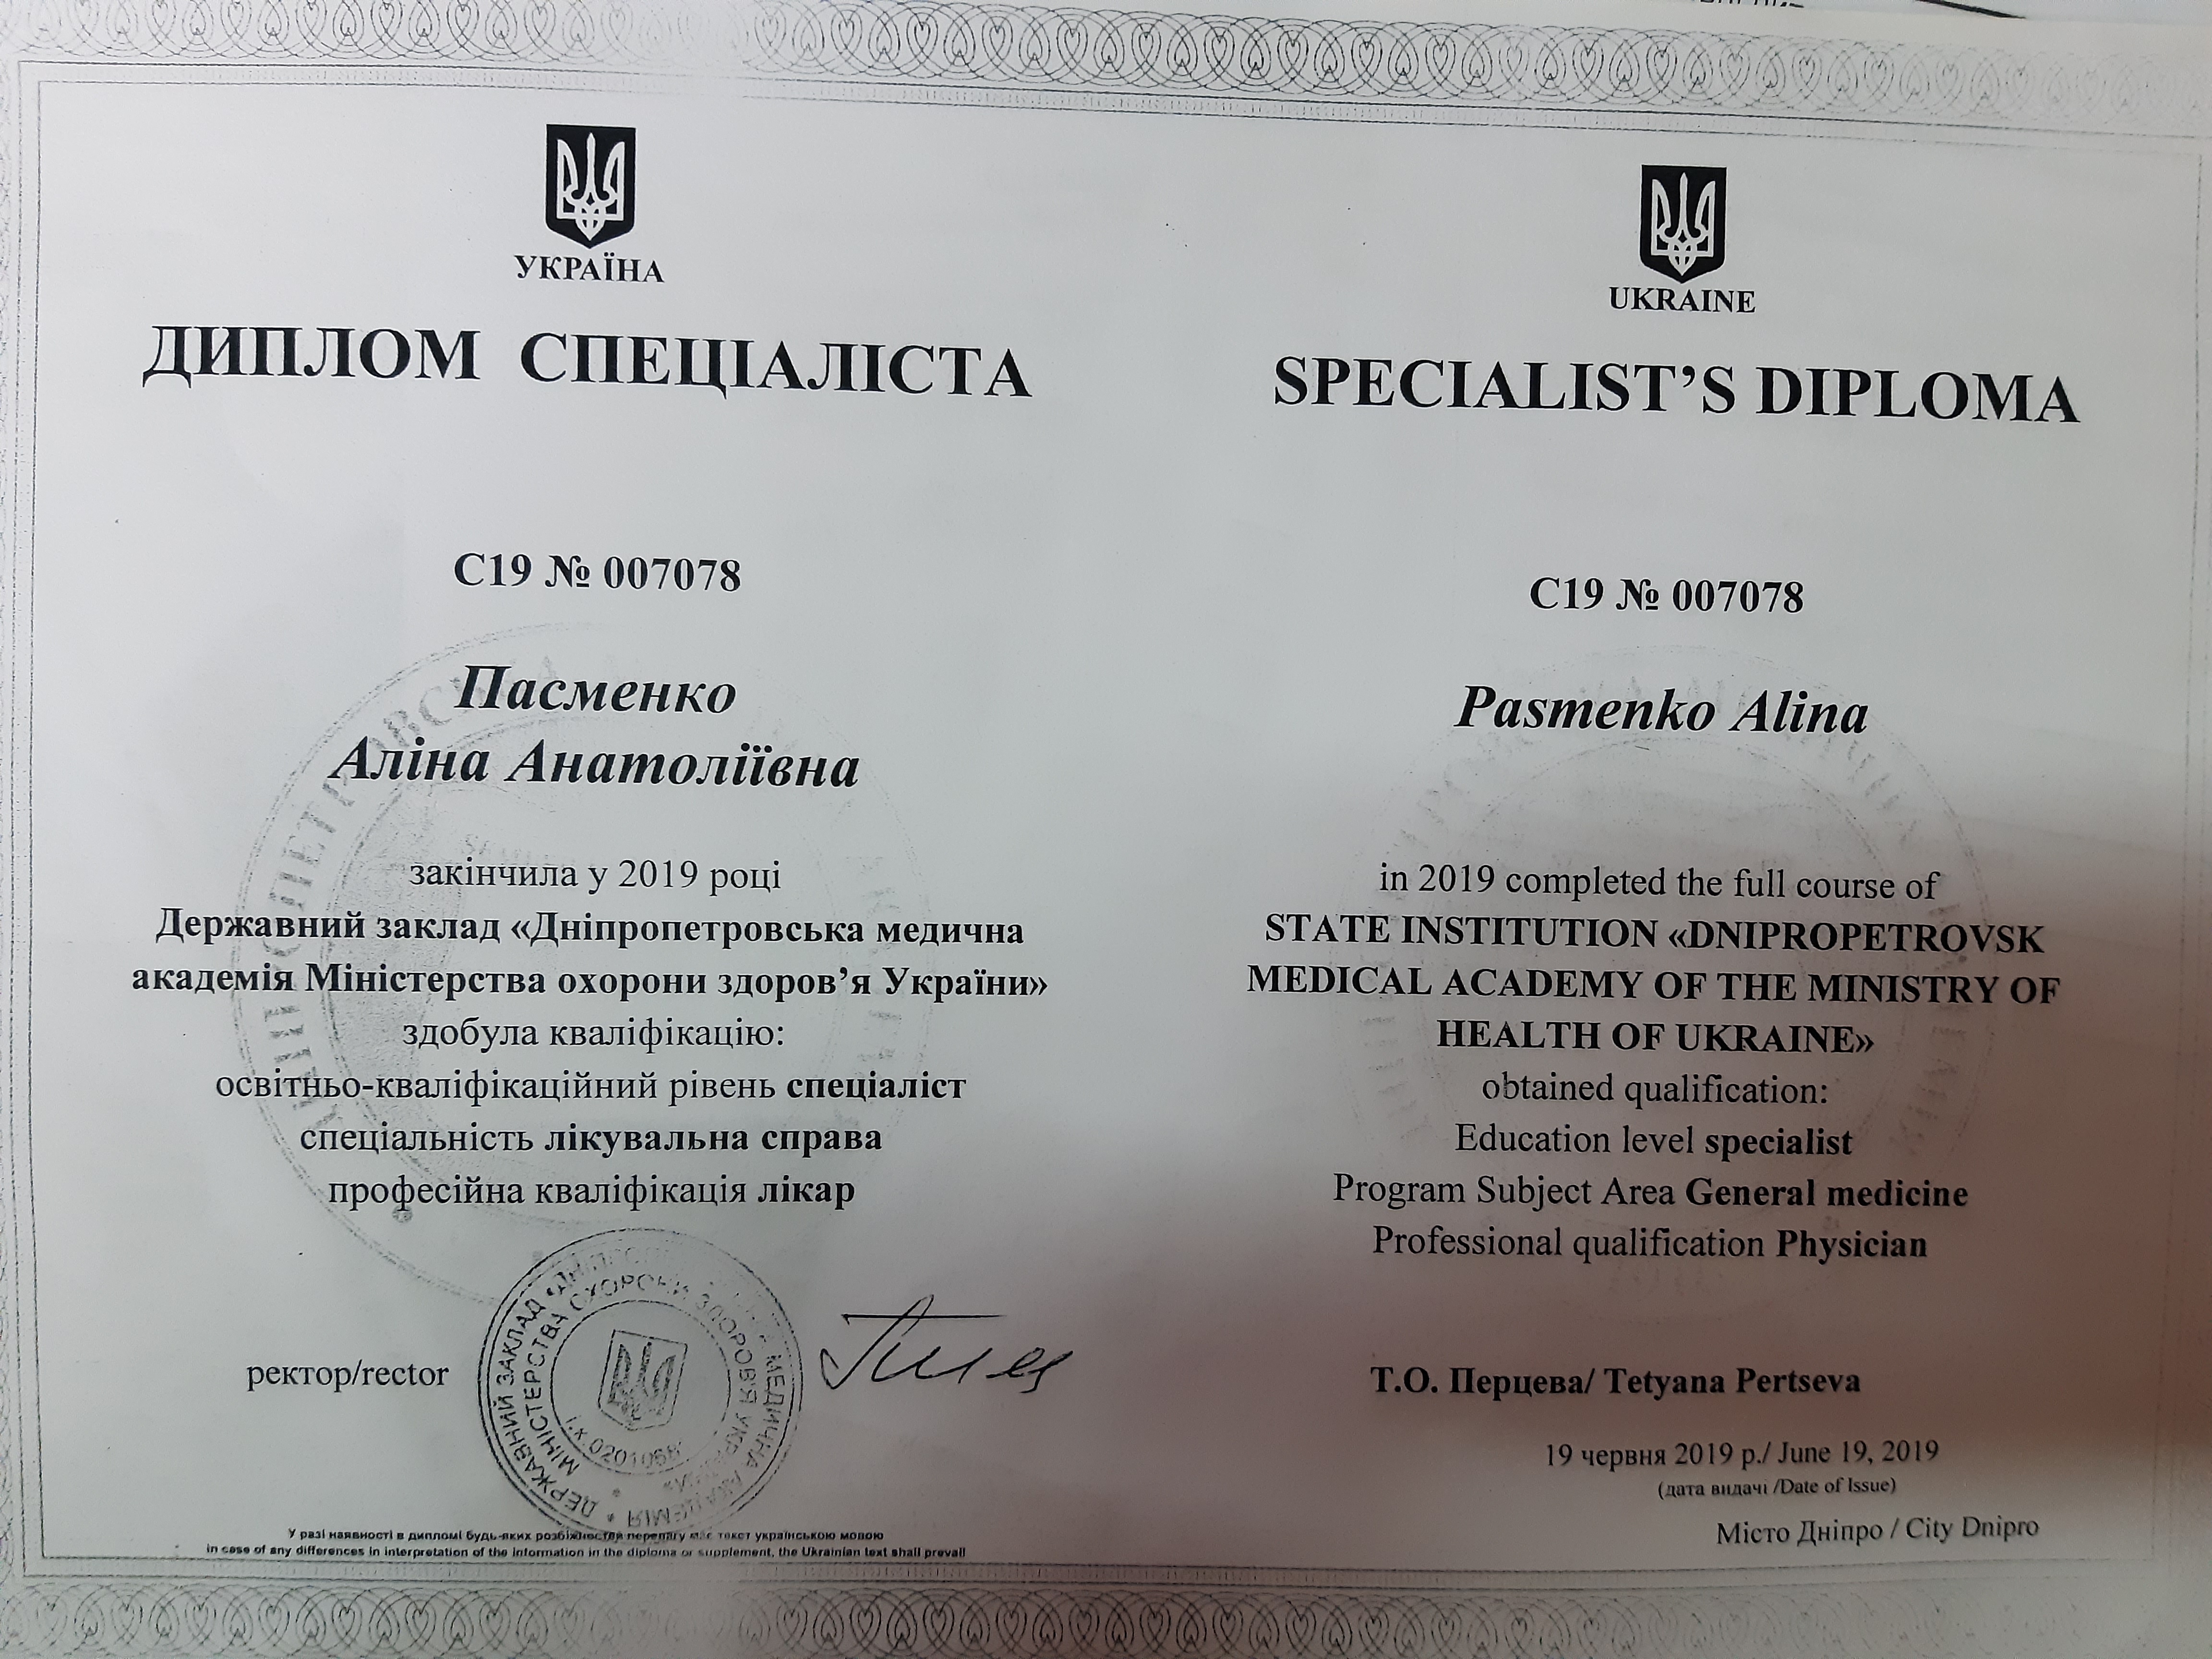 УКРАЇНА
ДИПЛОМ СПЕЦІАЛІСТА
С19 № 007078
Пасменко
Аліна Анатоліївна
закінчила у 2019 році
Державний заклад «Дніпропетровська медична
академія Міністерства охорони здоров’я України»
здобула кваліфікацію:
освітньо-кваліфікаційний рівень спеціаліст
спеціальність лікувальна справа
професійна кваліфікація лікар
ректор/rector
ДЕРЖАВНИЙ ЗАКЛАД МЕДИЧНА АКАДЕМІЯ
МІНІСТЕРСТВА ОХОРОНИ ЗДОРОВ'Я УКРАЇНИ»
У разі наявності в дипломі будь-яких розбіжностей перевагу має текст українською мовою
in case of any differences in interpretation of the information in the diploma or supplement, the Ukrainian text shall prevail
UKRAINE
SPECIALIST’S DIPLOMA
C19 № 007078
Pasmenko Alina
in 2019 completed the full course of
STATE INSTITUTION «DNIPROPETROVSK
MEDICAL ACADEMY OF THE MINISTRY OF
HEALTH OF UKRAINE»
obtained qualification:
Education level specialist
Program Subject Area General medicine
Professional qualification Physician
Т.О. Перцева/ Tetyana Pertseva
19 червня 2019 р./ June 19, 2019
(дата видачі /Date of Issue)
Місто Дніпро / City Dnipro